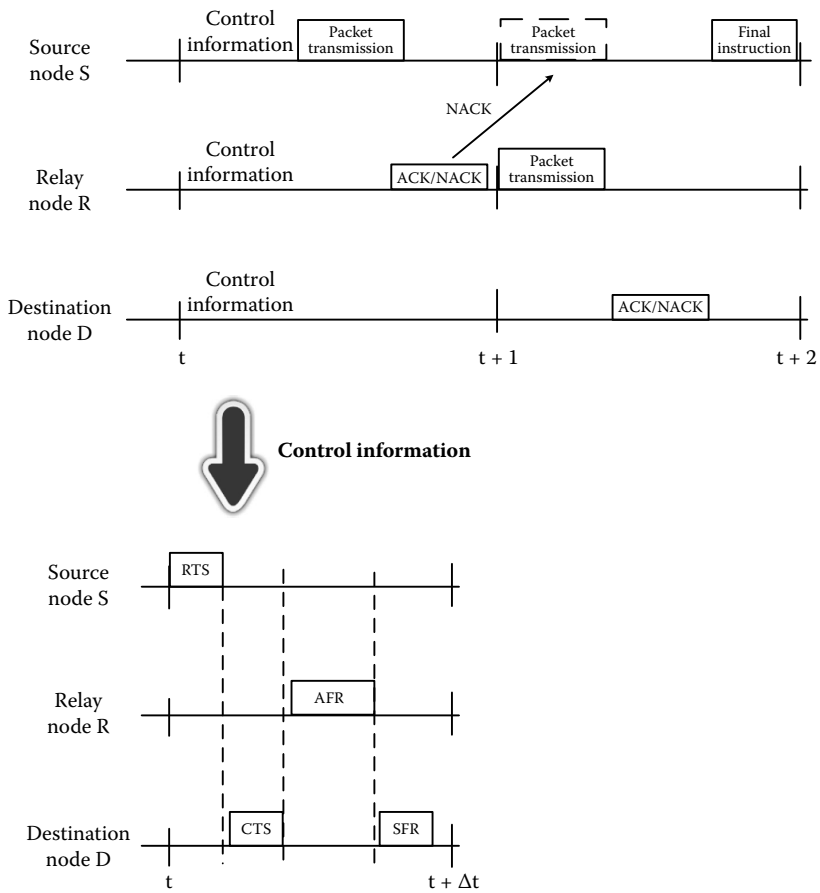 Source
node S
Control
information
Packet
transmission
Packet
transmission
Final
instruction
NACK
Relay
node R
Control
information
ACK/NACK
Packet
transmission
Destination
node D
Control
information
ACK/NACK
t
t + 1
t + 2
Control information
Source
node S
RTS
Relay
node R
AFR
Destination
node D
CTS
SFR
t
t + Δt